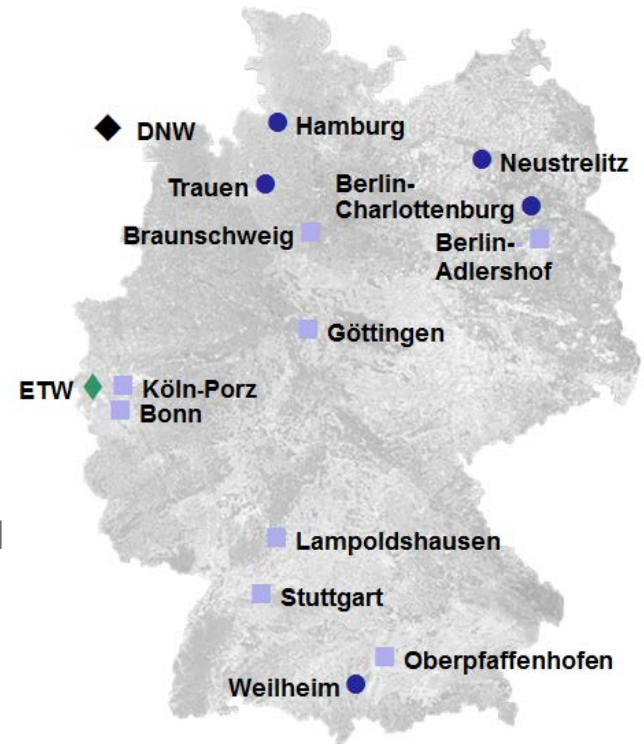 Hamburg
DNW
Neustrelitz
Trauen
Berlin-
Charlottenburg
Braunschweig
Berlin-
Adlershof
Göttingen
ETW
Köln-Porz
Bonn
Lampoldshausen
Stuttgart
Oberpfaffenhofen
Weilheim